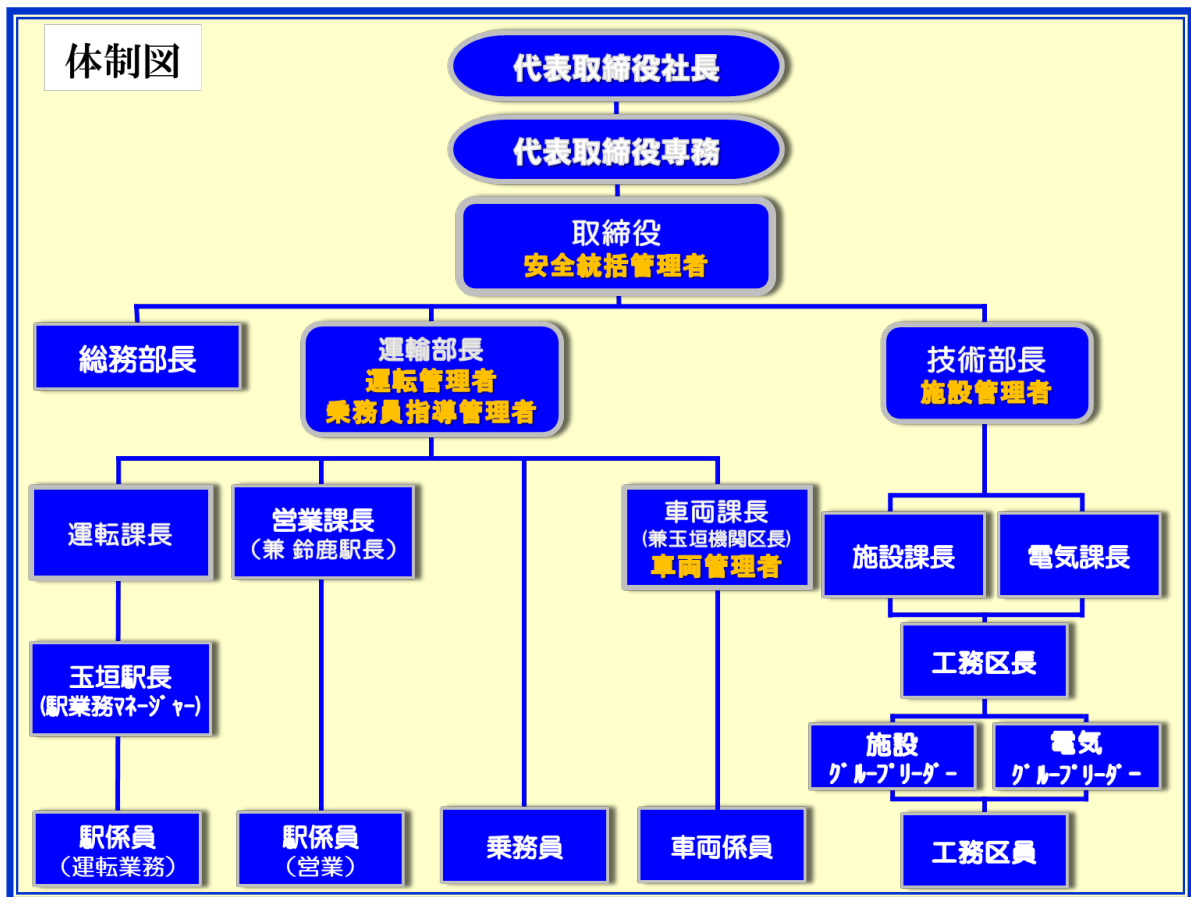 体制図
代表取締役社長
代表取締役専務
取締役
安全統括管理者
総務部長
運輸部長
運転管理者
乗務員指導管理者
技術部長
施設管理者
運転課長
営業課長
（兼 鈴鹿駅長）
車両課長
(兼玉垣機関区長)
車両管理者
施設課長
電気課長
玉垣駅長
(駅業務ﾏﾈｰｼﾞｬｰ)
工務区長
施設
ｸﾞﾙｰﾌﾟﾘｰﾀﾞｰ
電気
ｸﾞﾙｰﾌﾟﾘｰﾀﾞｰ
駅係員
（運転業務）
駅係員
（営業）
乗務員
車両係員
工務区員